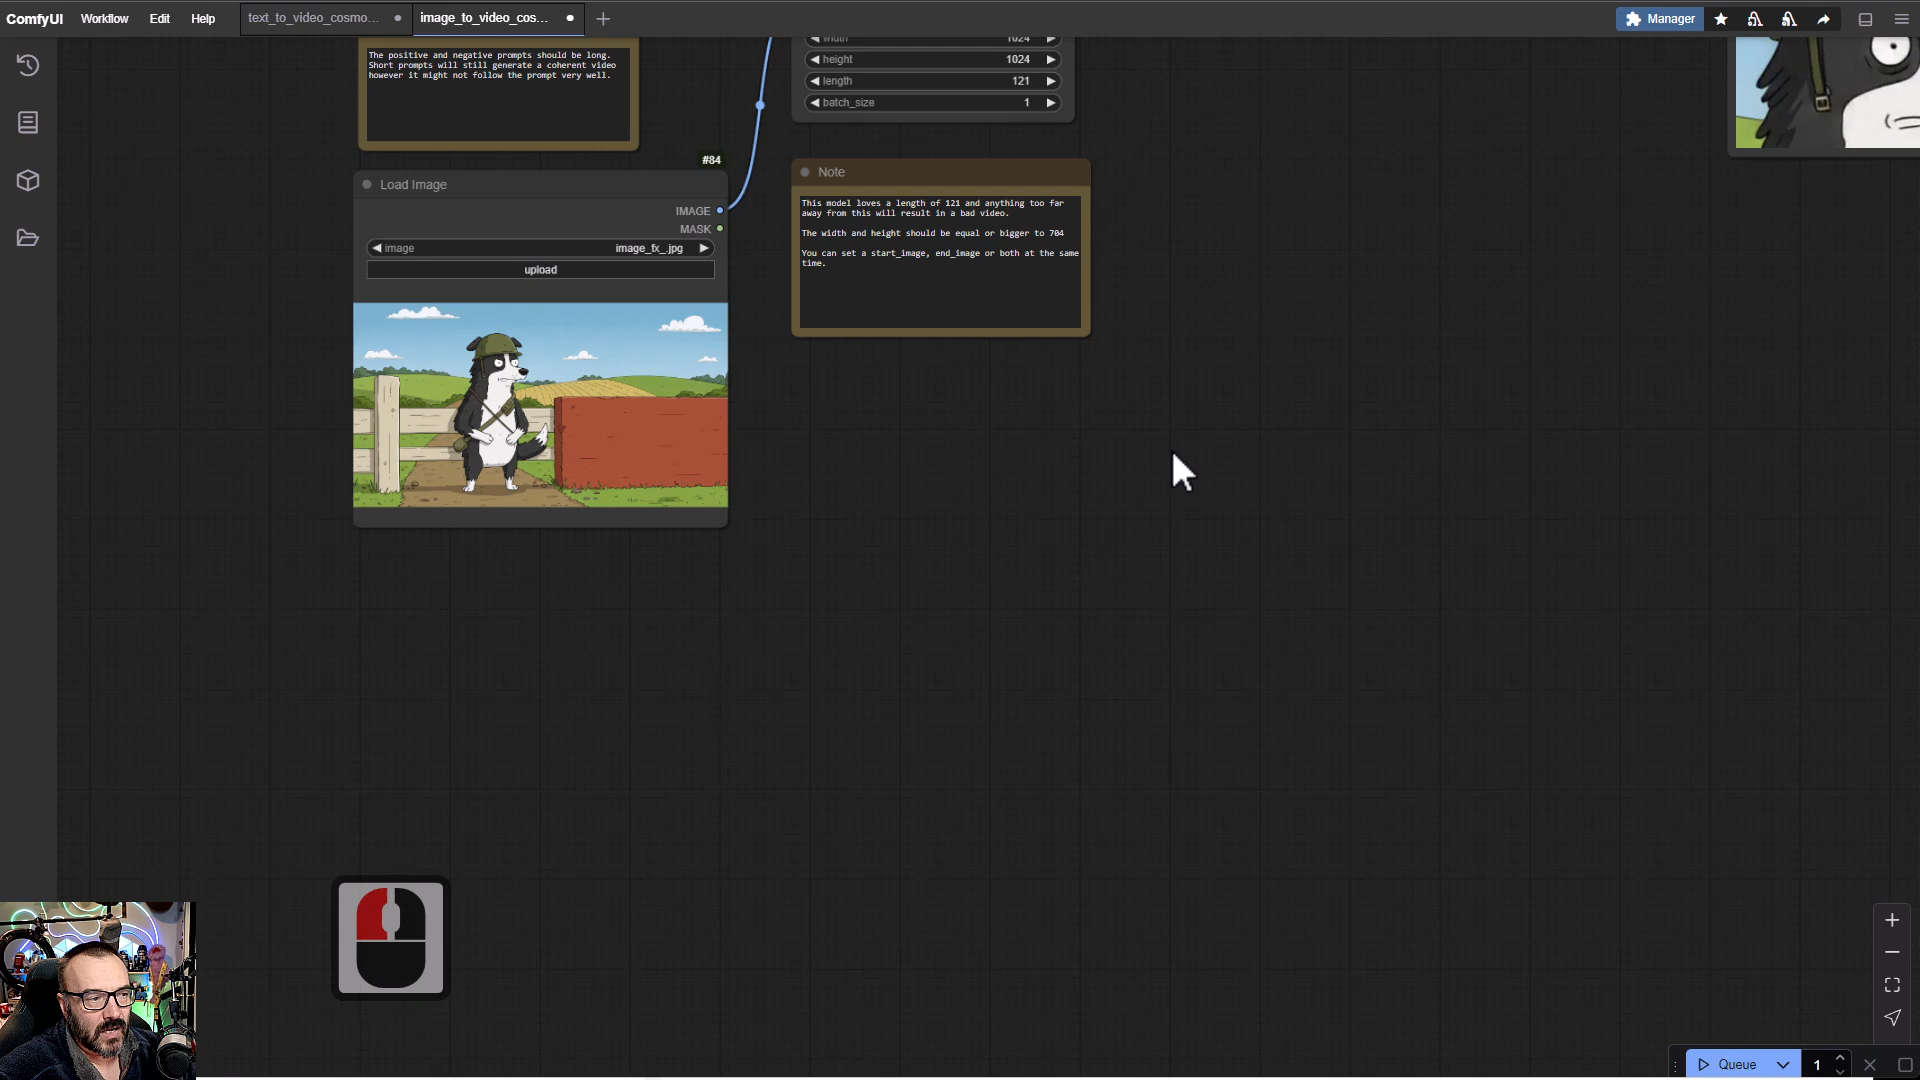 ComfyUI Workflow Edit Help text_to_video_cosmo... image_to_video_cos... Manager
The positive and negative prompts should be long.
Short prompts will still generate a coherent video
however it might not follow the prompt very well.
width 1024
height 1024
length 121
batch_size 1
#84
Load Image
IMAGE
MASK
image image_fx_.jpg
upload
Note
This model loves a length of 121 and anything too far
away from this will result in a bad video.
The width and height should be equal or bigger to 704
You can set a start_image, end_image or both at the same
time.
Queue 1